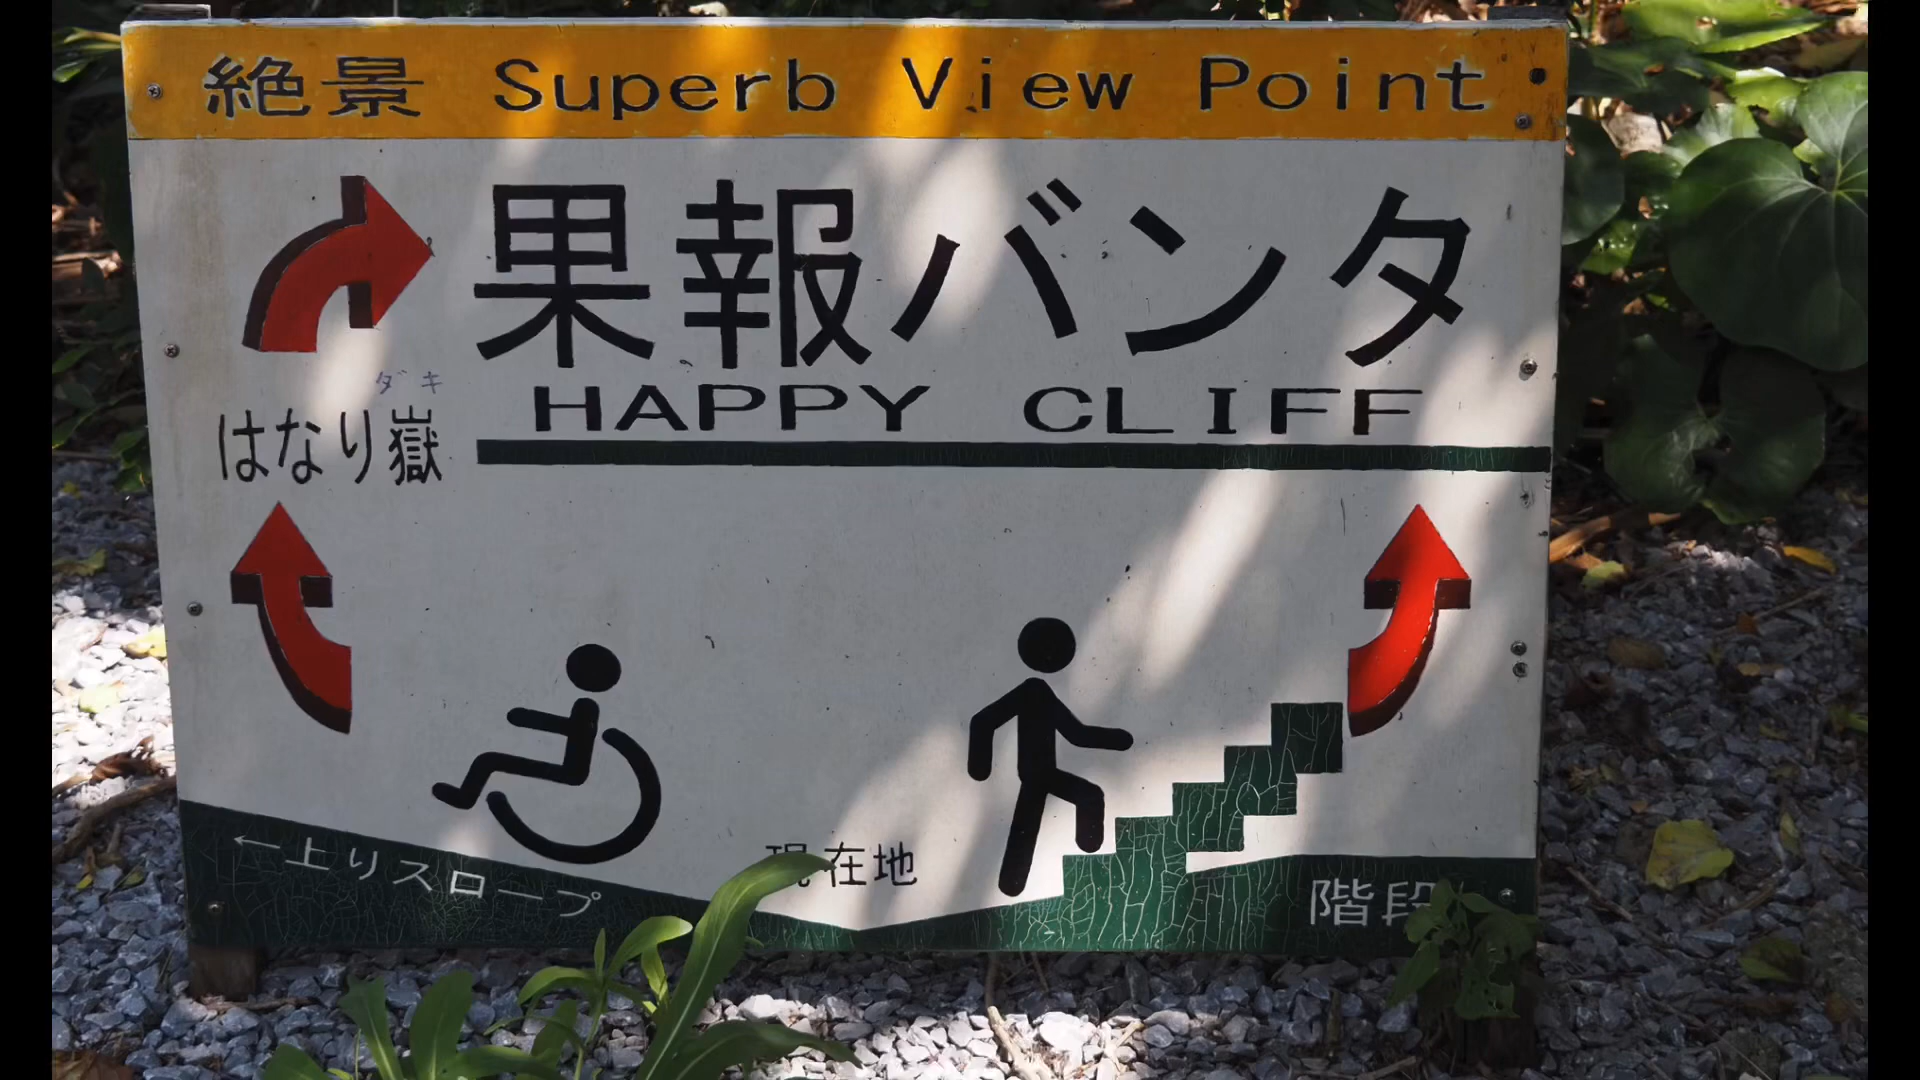 絶景 Superb View Point
果報バンタ
HAPPY CLIFF
ダキ
はなり嶽
現在地
←上りスロープ
階段